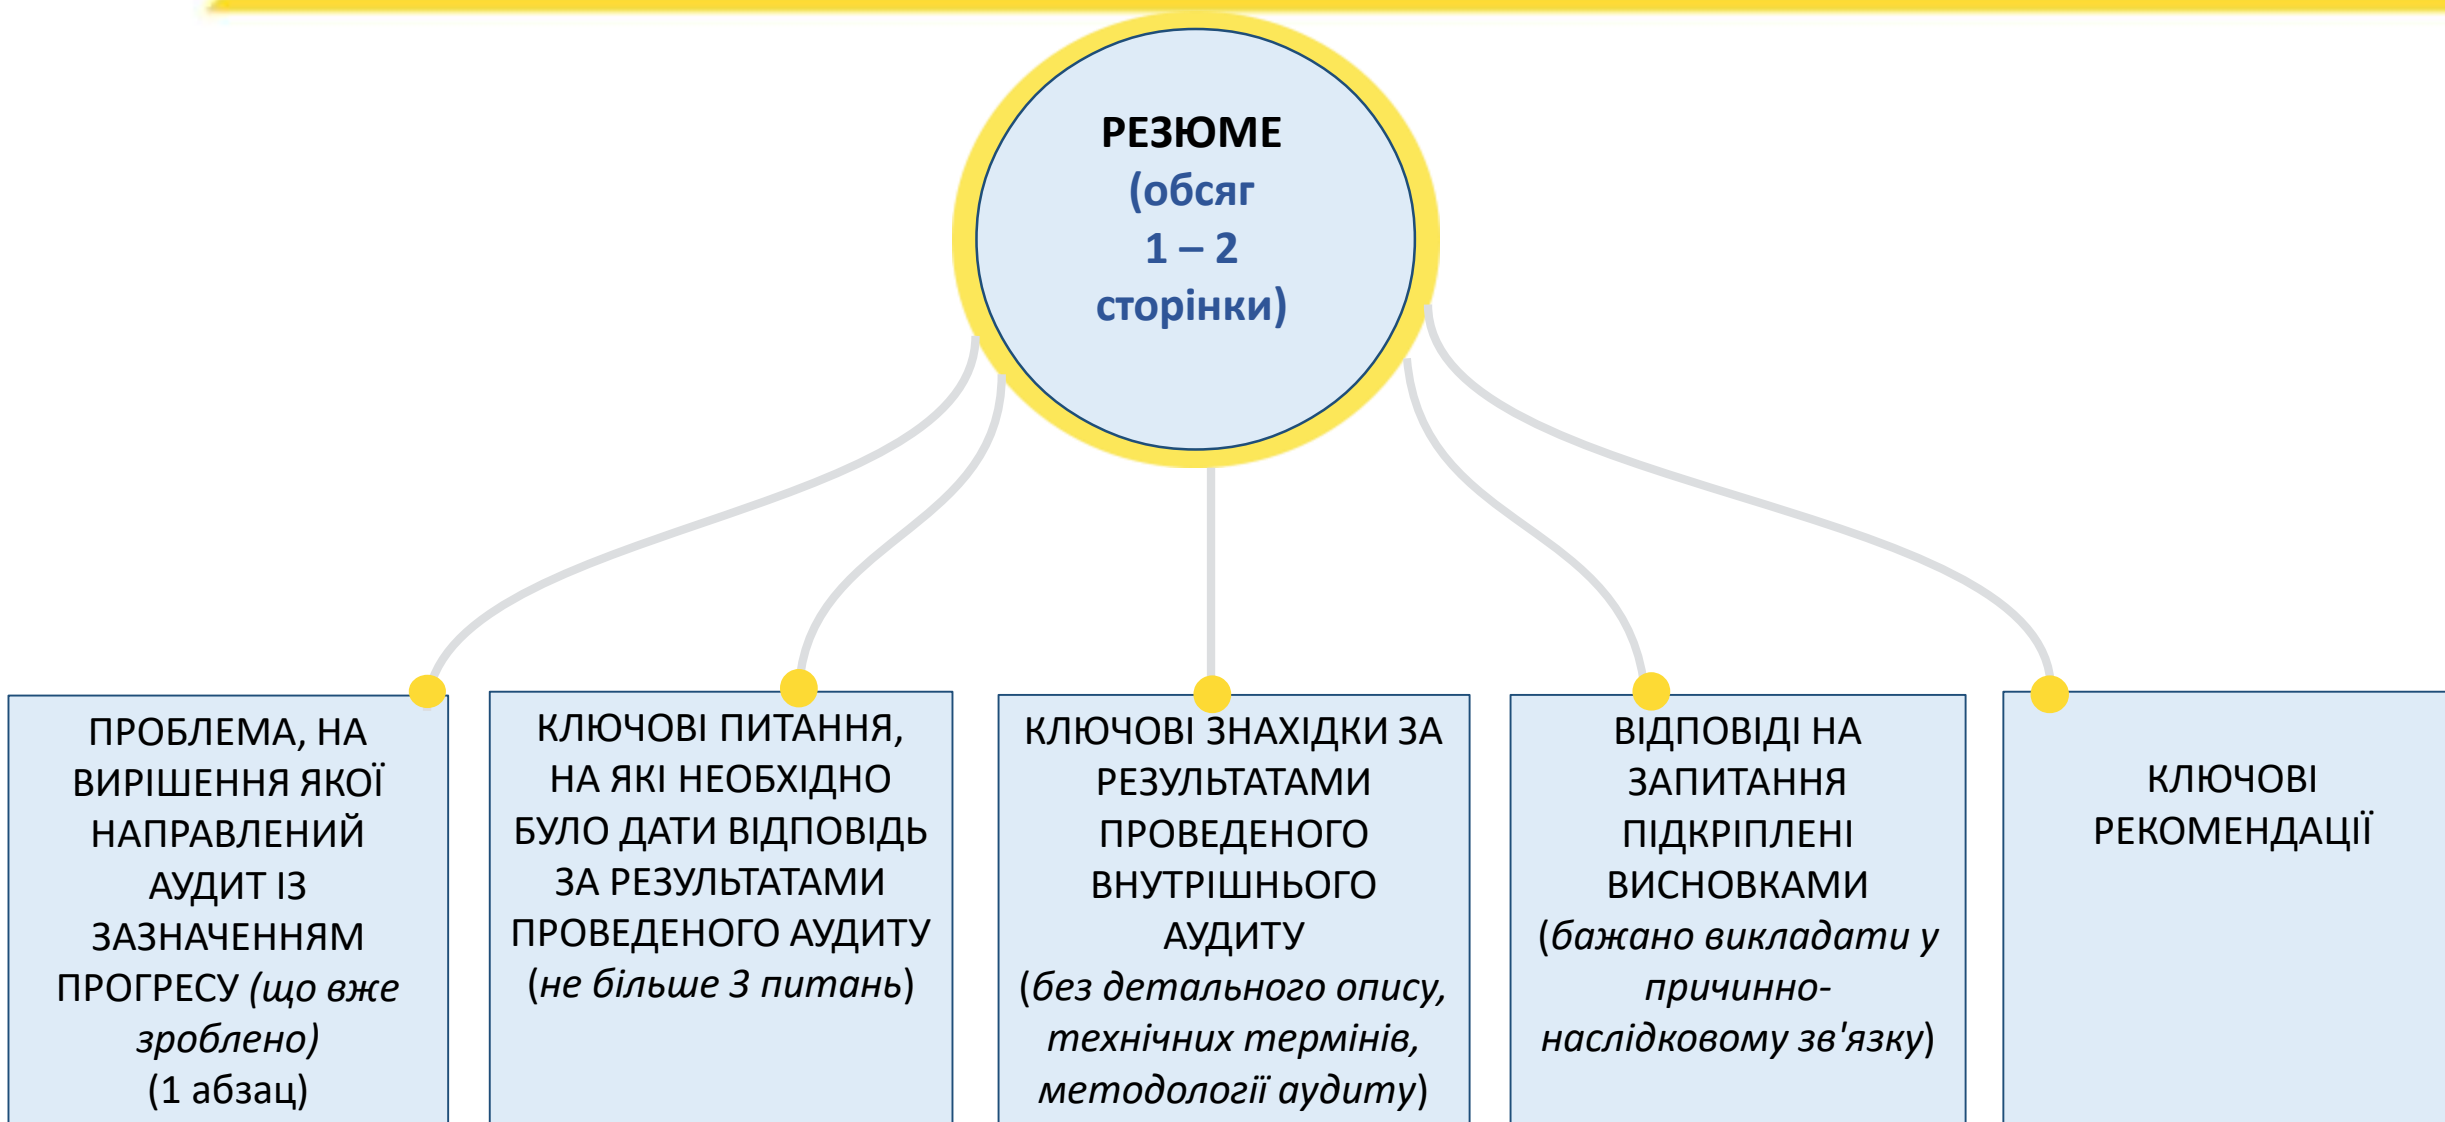 РЕЗЮМЕ
(обсяг
1 – 2
сторінки)
ПРОБЛЕМА, НА
ВИРІШЕННЯ ЯКОЇ
НАПРАВЛЕНИЙ
АУДИТ ІЗ
ЗАЗНАЧЕННЯМ
ПРОГРЕСУ (що вже
зроблено)
(1 абзац)
КЛЮЧОВІ ПИТАННЯ,
НА ЯКІ НЕОБХІДНО
БУЛО ДАТИ ВІДПОВІДЬ
ЗА РЕЗУЛЬТАТАМИ
ПРОВЕДЕНОГО АУДИТУ
(не більше 3 питань)
КЛЮЧОВІ ЗНАХІДКИ ЗА
РЕЗУЛЬТАТАМИ
ПРОВЕДЕНОГО
ВНУТРІШНЬОГО
АУДИТУ
(без детального опису,
технічних термінів,
методології аудиту)
ВІДПОВІДІ НА
ЗАПИТАННЯ
ПІДКРІПЛЕНІ
ВИСНОВКАМИ
(бажано викладати у
причинно-
наслідковому зв'язку)
КЛЮЧОВІ
РЕКОМЕНДАЦІЇ